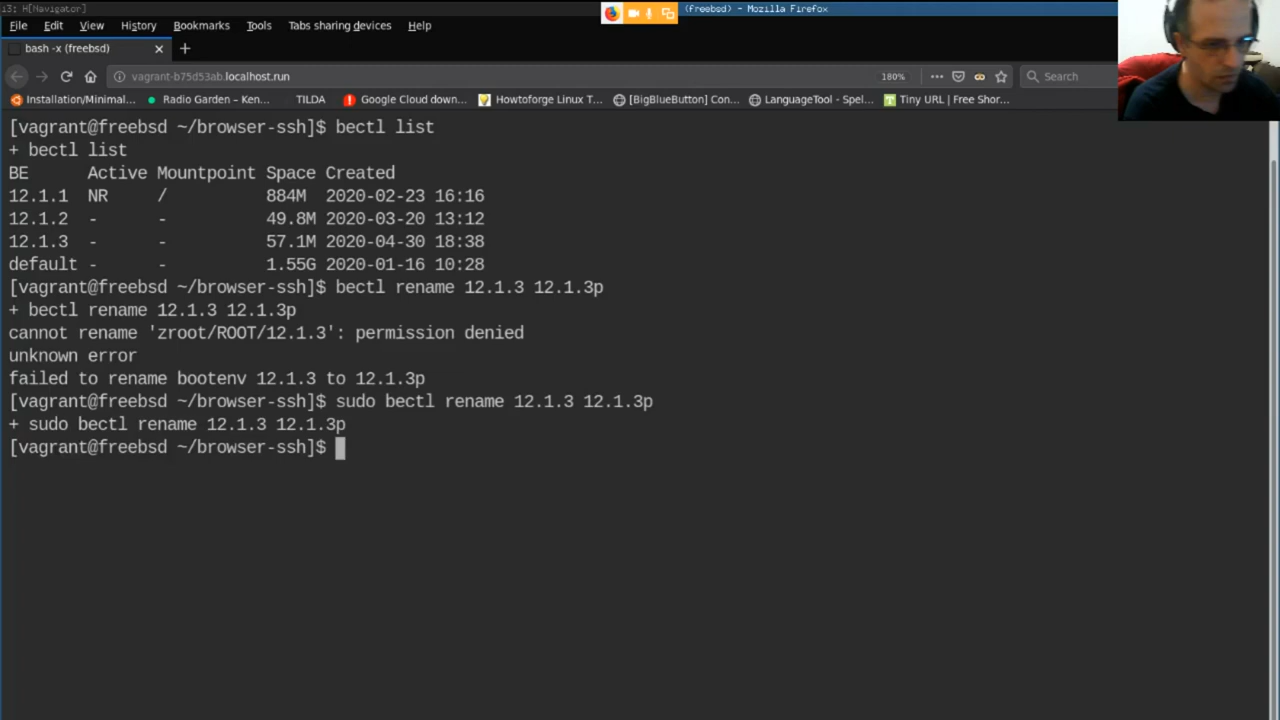 i3: H[Navigator]
(freebsd) - Mozilla Firefox
File Edit View History Bookmarks Tools Tabs sharing devices Help
bash -x (freebsd)
vagrant-b75d53ab.localhost.run 180% Search
Installation/Minimal... Radio Garden – Ken... TILDA Google Cloud down... Howtoforge Linux T... [BigBlueButton] Con... LanguageTool - Spel... Tiny URL | Free Shor...
[vagrant@freebsd ~/browser-ssh]$ bectl list
+ bectl list
BE Active Mountpoint Space Created
12.1.1 NR / 884M 2020-02-23 16:16
12.1.2 - - 49.8M 2020-03-20 13:12
12.1.3 - - 57.1M 2020-04-30 18:38
default - - 1.55G 2020-01-16 10:28
[vagrant@freebsd ~/browser-ssh]$ bectl rename 12.1.3 12.1.3p
+ bectl rename 12.1.3 12.1.3p
cannot rename 'zroot/ROOT/12.1.3': permission denied
unknown error
failed to rename bootenv 12.1.3 to 12.1.3p
[vagrant@freebsd ~/browser-ssh]$ sudo bectl rename 12.1.3 12.1.3p
+ sudo bectl rename 12.1.3 12.1.3p
[vagrant@freebsd ~/browser-ssh]$